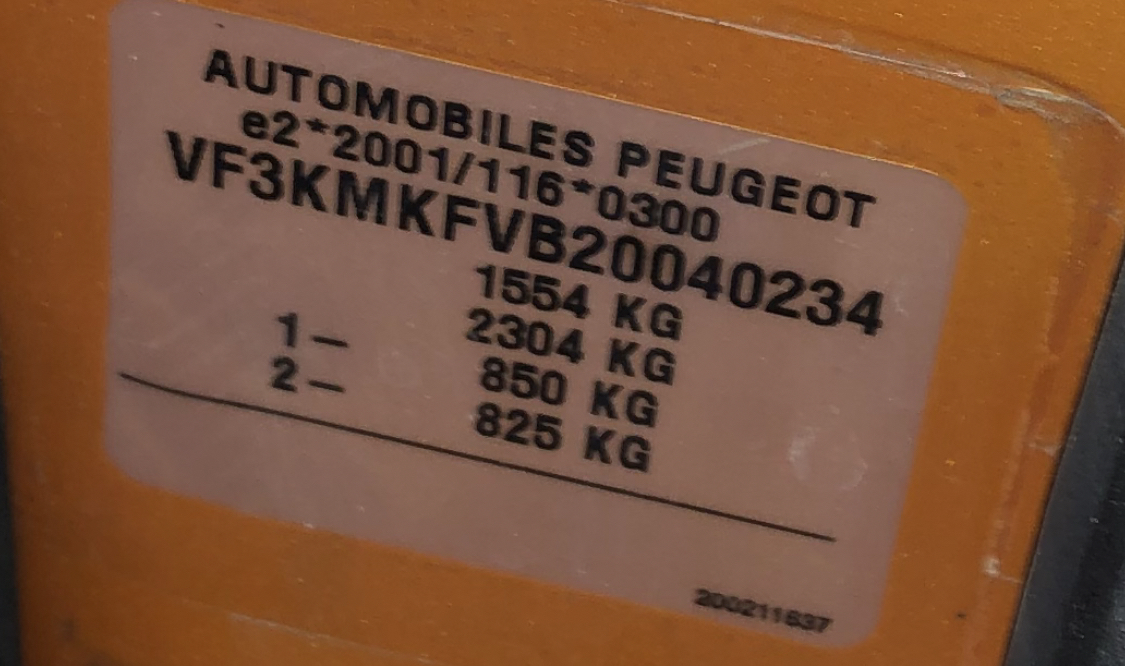 AUTOMOBILES PEUGEOT
e2*2001/116*0300
VF3KMKFVB20040234
1554 KG
2304 KG
1– 850 KG
2– 825 KG
200211637